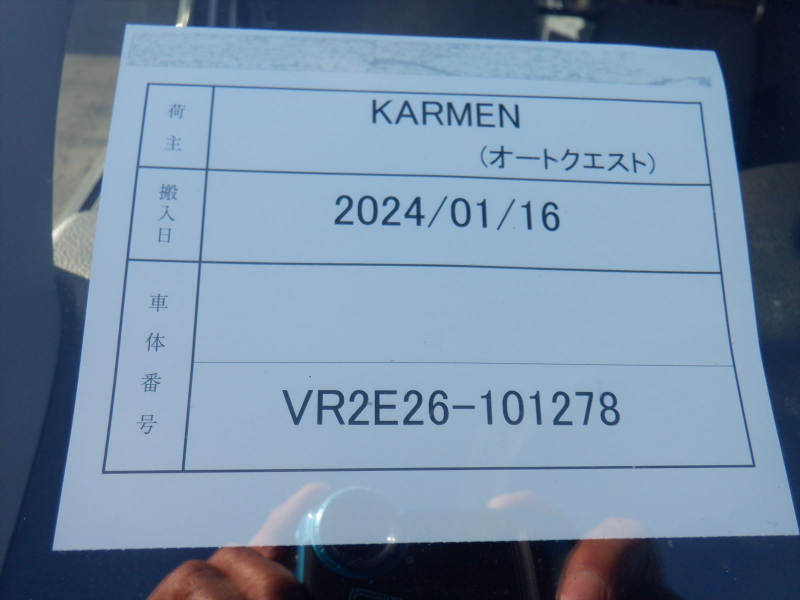 荷主
KARMEN
(オートクエスト)
搬入日
2024/01/16
車体番号
VR2E26-101278